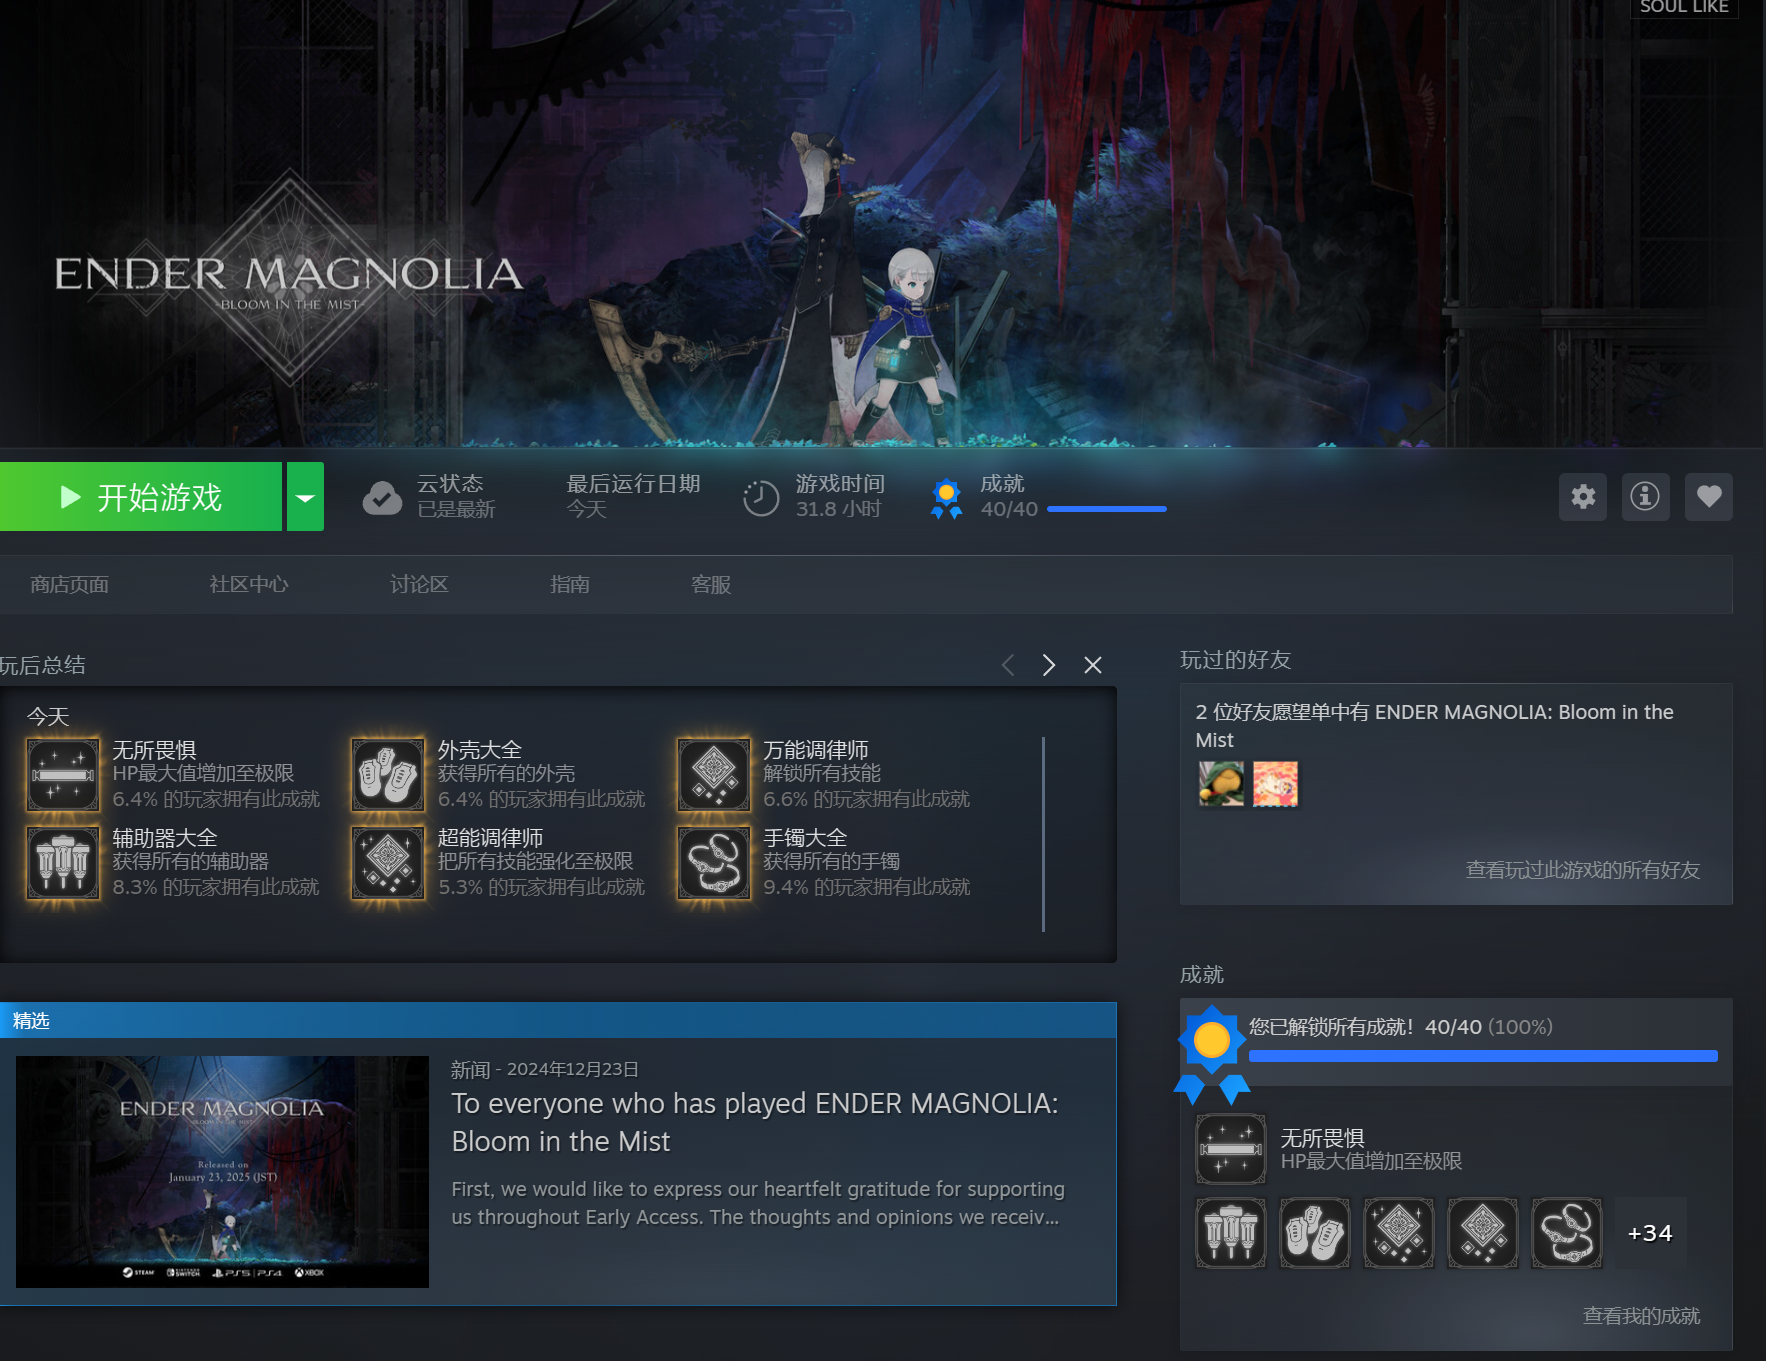 SOUL LIKE
ENDER MAGNOLIA
-BLOOM IN THE MIST-
开始游戏
云状态
已是最新
最后运行日期
今天
游戏时间
31.8 小时
成就
40/40
商店页面
社区中心
讨论区
指南
客服
玩后总结
今天
无所畏惧
HP最大值增加至极限
6.4% 的玩家拥有此成就
外壳大全
获得所有的外壳
6.4% 的玩家拥有此成就
万能调律师
解锁所有技能
6.6% 的玩家拥有此成就
辅助器大全
获得所有的辅助器
8.3% 的玩家拥有此成就
超能调律师
把所有技能强化至极限
5.3% 的玩家拥有此成就
手镯大全
获得所有的手镯
9.4% 的玩家拥有此成就
精选
ENDER MAGNOLIA
-BLOOM IN THE MIST-
Released on
January 23, 2025 (JST)
STEAM
NINTENDO SWITCH
PS5 | PS4
XBOX
新闻 - 2024年12月23日
To everyone who has played ENDER MAGNOLIA:
Bloom in the Mist
First, we would like to express our heartfelt gratitude for supporting
us throughout Early Access. The thoughts and opinions we receiv...
玩过的好友
2 位好友愿望单中有 ENDER MAGNOLIA: Bloom in the
Mist
查看玩过此游戏的所有好友
成就
您已解锁所有成就！40/40 (100%)
无所畏惧
HP最大值增加至极限
+34
查看我的成就